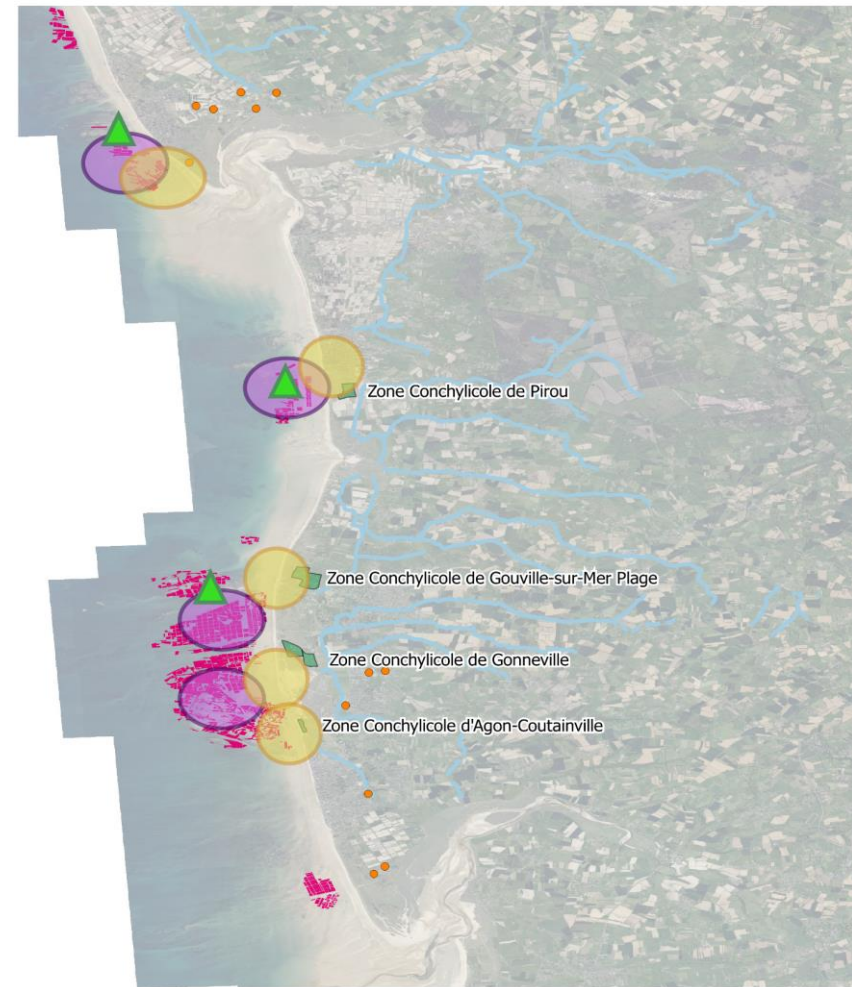 Zone Conchylicole de Pirou
Zone Conchylicole de Gouville-sur-Mer Plage
Zone Conchylicole de Gonneville
Zone Conchylicole d'Agon-Coutainville